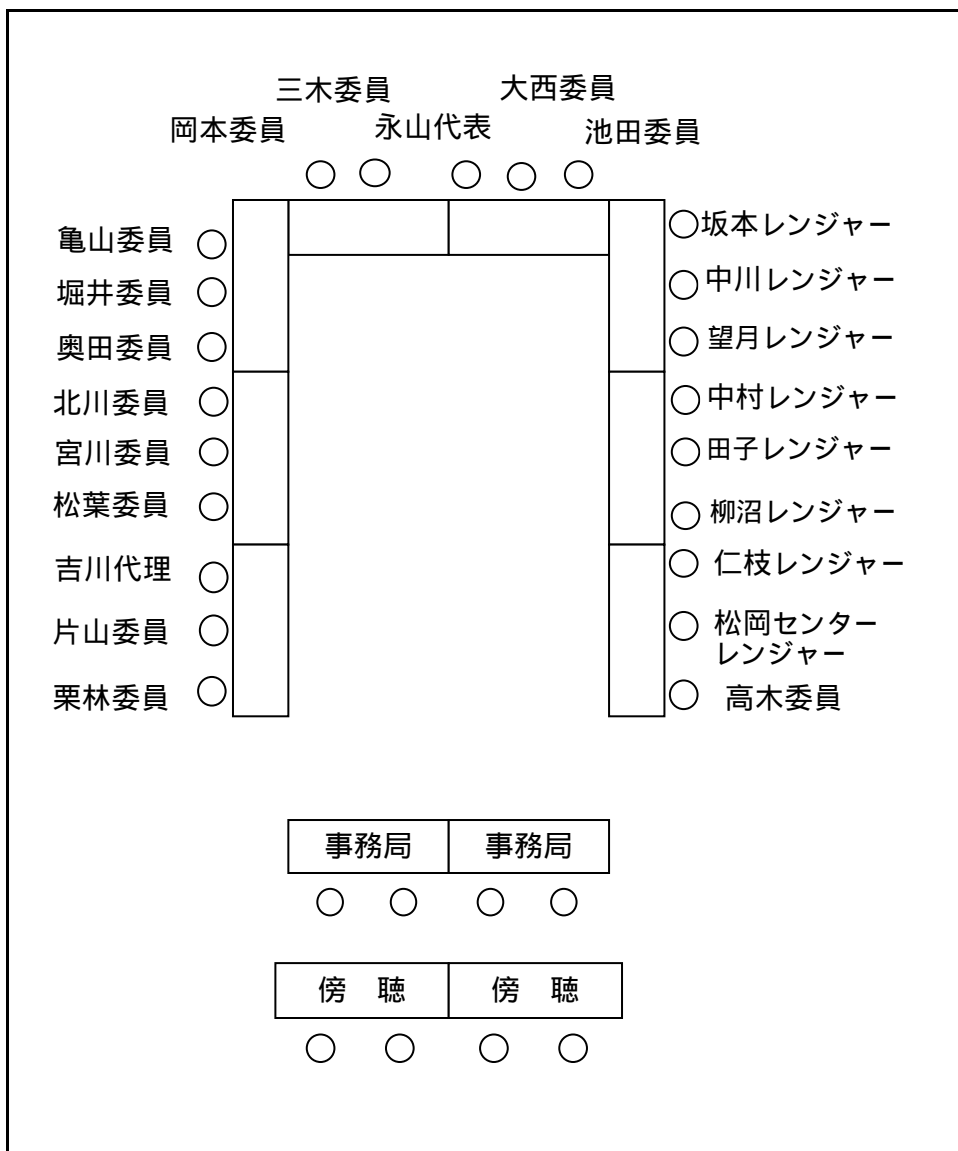 三木委員 大西委員
岡本委員 永山代表 池田委員
亀山委員 坂本レンジャー
堀井委員 中川レンジャー
奥田委員 望月レンジャー
北川委員 中村レンジャー
宮川委員 田子レンジャー
松葉委員 柳沼レンジャー
吉川代理 仁枝レンジャー
片山委員 松岡センター
レンジャー
栗林委員 高木委員
事務局 事務局
傍 聴 傍 聴